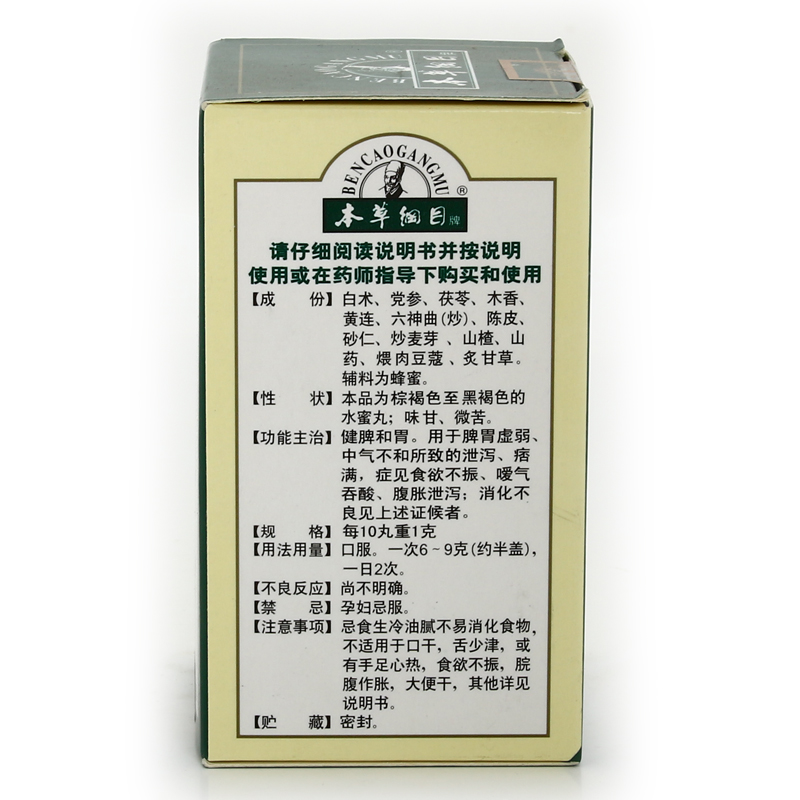 本草纲目
BENCAOGANGMU
BENCAOGANGMU
®
本草纲目牌
请仔细阅读说明书并按说明
使用或在药师指导下购买和使用
【成 份】白术、党参、茯苓、木香、
黄连、六神曲(炒)、陈皮、
砂仁、炒麦芽、山楂、山
药、煨肉豆蔻、炙甘草。
辅料为蜂蜜。
【性 状】本品为棕褐色至黑褐色的
水蜜丸；味甘、微苦。
【功能主治】健脾和胃。用于脾胃虚弱、
中气不和所致的泄泻、痞
满，症见食欲不振、嗳气
吞酸、腹胀泄泻；消化不
良见上述证候者。
【规 格】每10丸重1克
【用法用量】口服。一次6~9克(约半盖)，
一日2次。
【不良反应】尚不明确。
【禁 忌】孕妇忌服。
【注意事项】忌食生冷油腻不易消化食物，
不适用于口干，舌少津，或
有手足心热，食欲不振，脘
腹作胀，大便干，其他详见
说明书。
【贮 藏】密封。